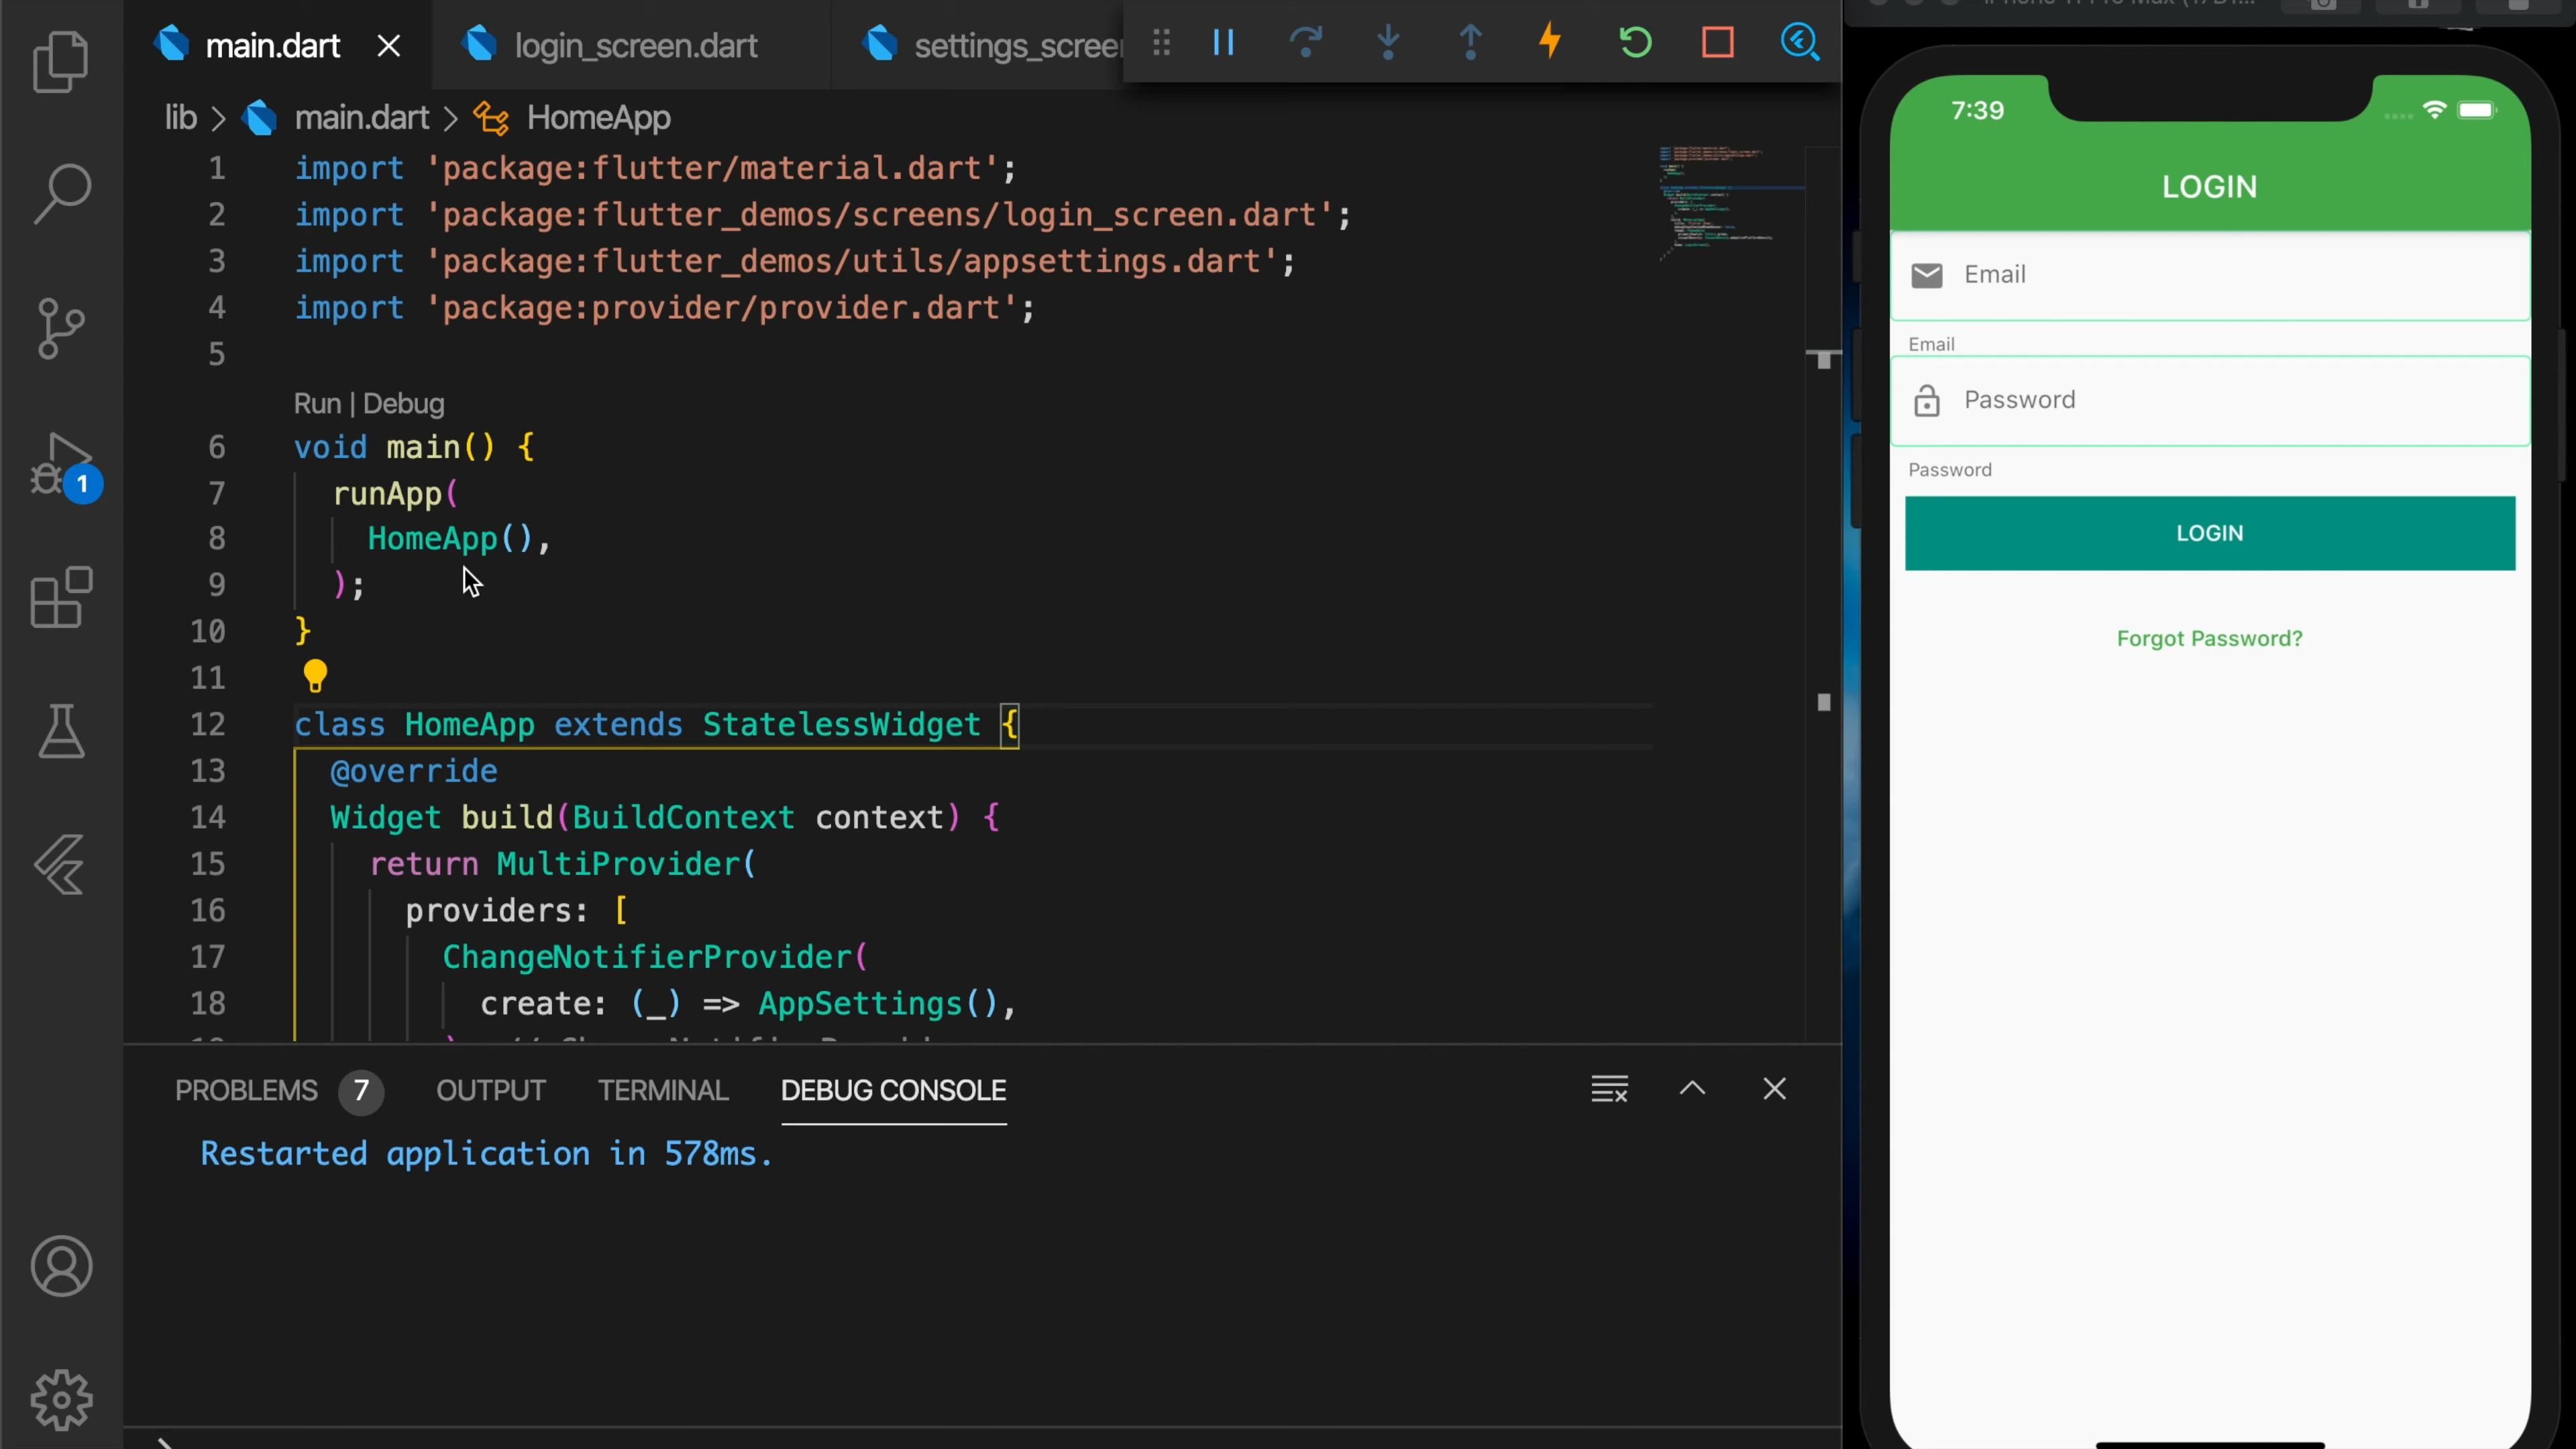 main.dart
login_screen.dart
settings_scree
lib > main.dart > HomeApp
1 import 'package:flutter/material.dart';
2 import 'package:flutter_demos/screens/login_screen.dart';
3 import 'package:flutter_demos/utils/appsettings.dart';
4 import 'package:provider/provider.dart';
5
Run | Debug
6 void main() {
7 runApp(
8 HomeApp(),
9 );
10 }
11
12 class HomeApp extends StatelessWidget {
13 @override
14 Widget build(BuildContext context) {
15 return MultiProvider(
16 providers: [
17 ChangeNotifierProvider(
18 create: (_) => AppSettings(),
1
PROBLEMS 7 OUTPUT TERMINAL DEBUG CONSOLE
Restarted application in 578ms.
7:39
LOGIN
Email
Email
Password
Password
LOGIN
Forgot Password?